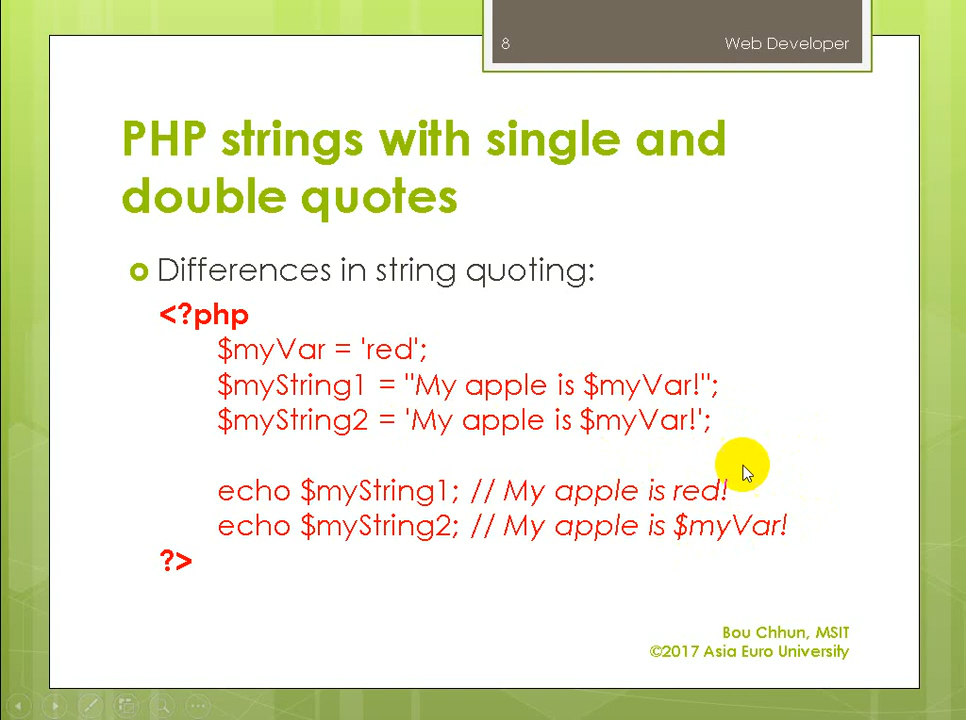 8
Web Developer
PHP strings with single and
double quotes
Differences in string quoting:
<?php
$myVar = 'red';
$myString1 = "My apple is $myVar!";
$myString2 = 'My apple is $myVar!';
echo $myString1; // My apple is red!
echo $myString2; // My apple is $myVar!
?>
Bou Chhun, MSIT
©2017 Asia Euro University